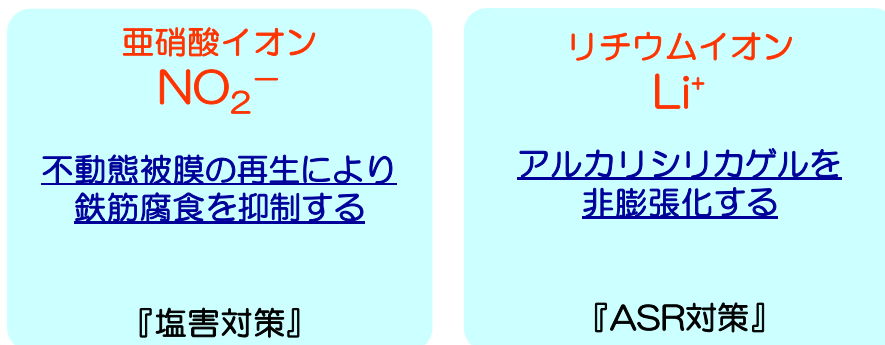 亜硝酸イオン
NO₂⁻
不動態被膜の再生により
鉄筋腐食を抑制する
『塩害対策』
リチウムイオン
Li⁺
アルカリシリカゲルを
非膨張化する
『ASR対策』